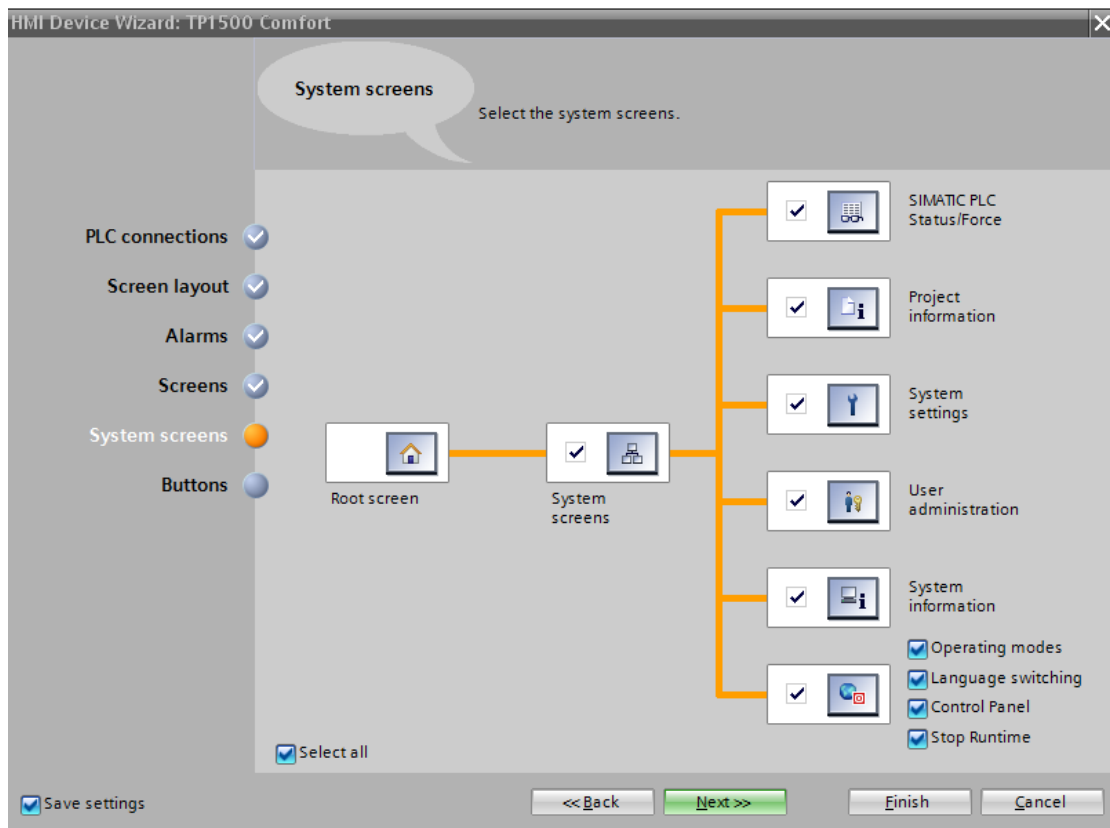 HMI Device Wizard: TP1500 Comfort
System screens
Select the system screens.
PLC connections
Screen layout
Alarms
Screens
System screens
Buttons
Root screen
System
screens
SIMATIC PLC
Status/Force
Project
information
System
settings
User
administration
System
information
Operating modes
Language switching
Control Panel
Stop Runtime
Select all
Save settings
<< Back
Next >>
Finish
Cancel